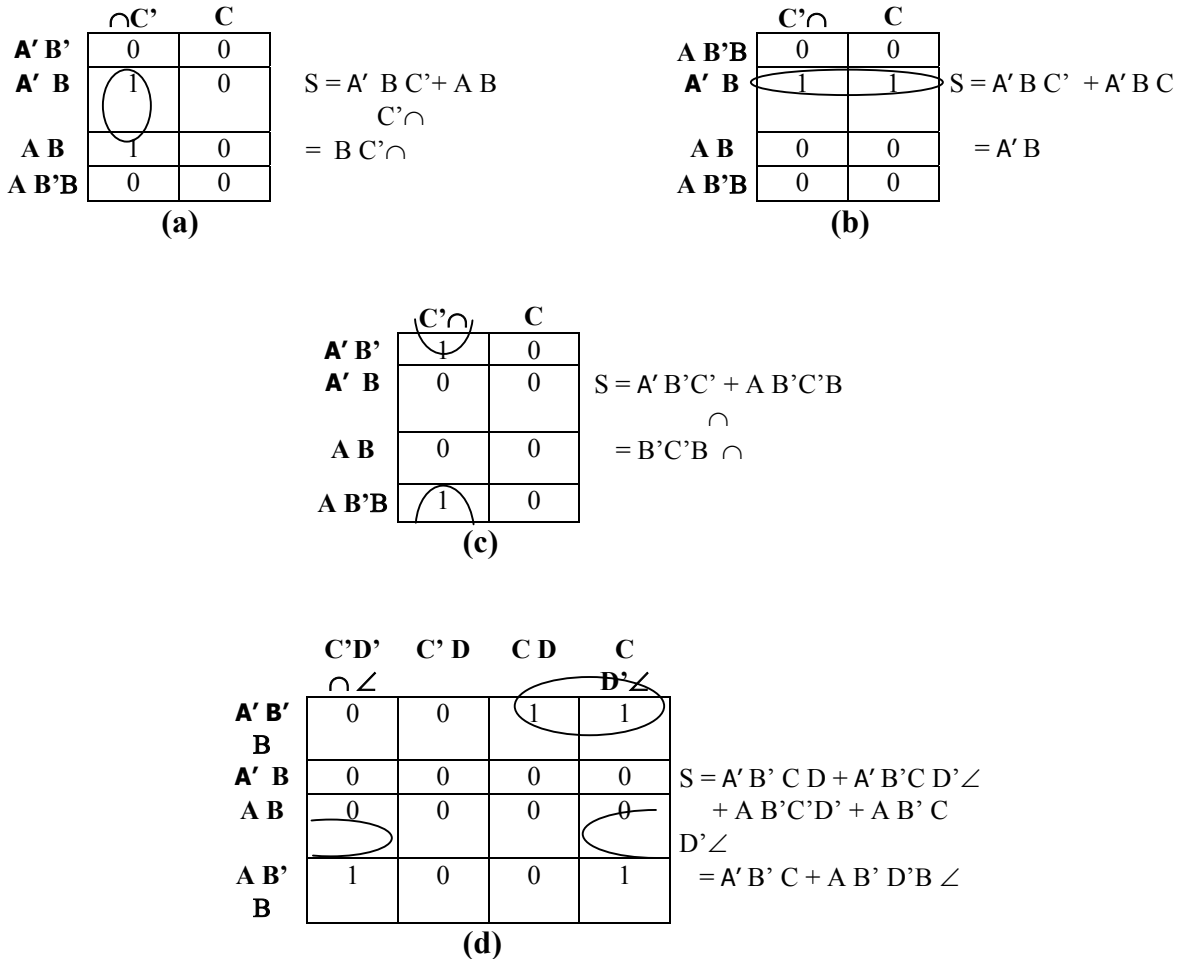 ∩C’ C
A′ B’ 0 0
A′ B 1 0
A B 1 0
A B’B 0 0
S = A′ B C’+ A B
C’∩
= B C’∩
(a)
C’∩ C
A B’B 0 0
A′ B 1 1
A B 0 0
A B’B 0 0
S = A′ B C’ + A′ B C
= A′ B
(b)
C’∩ C
A′ B’ 1 0
A′ B 0 0
A B 0 0
A B’B 1 0
S = A′ B’C’ + A B’C’B
∩
= B’C’B ∩
(c)
C’D’ C’ D C D C
∩ ∠ D’∠
A′ B′ 0 0 1 1
B
A′ B 0 0 0 0
A B 0 0 0 0
A B’ 1 0 0 1
B
S = A′ B’ C D + A′ B’C D’∠
+ A B’C’D’ + A B’ C
D’∠
= A′ B’ C + A B’ D’B ∠
(d)